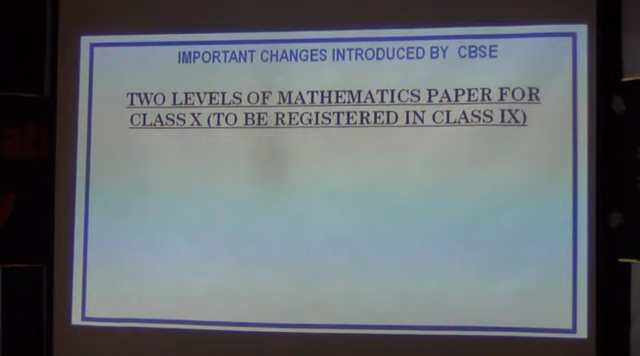 IMPORTANT CHANGES INTRODUCED BY CBSE
TWO LEVELS OF MATHEMATICS PAPER FOR
CLASS X (TO BE REGISTERED IN CLASS IX)